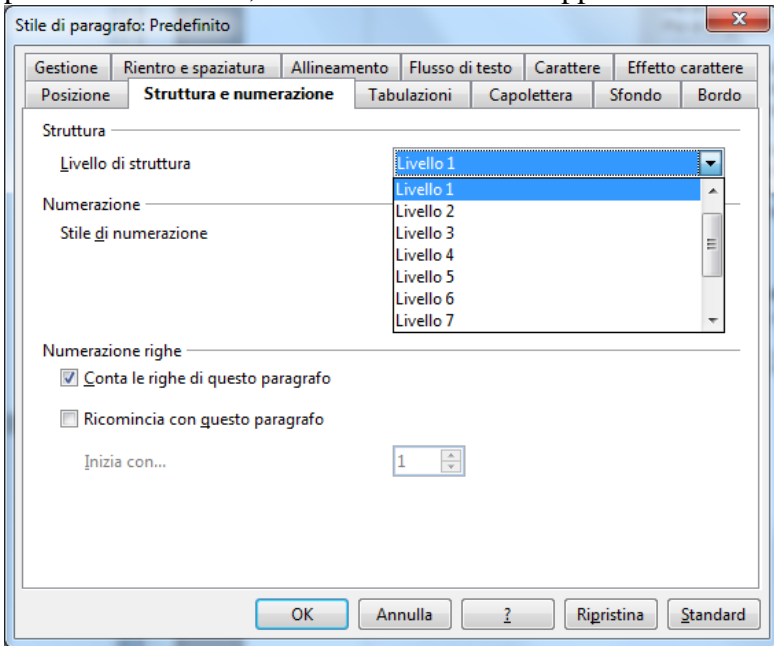 Stile di paragrafo: Predefinito
Gestione Rientro e spaziatura Allineamento Flusso di testo Carattere Effetto carattere
Posizione Struttura e numerazione Tabulazioni Capolettera Sfondo Bordo
Struttura
Livello di struttura Livello 1
Livello 1
Numerazione Livello 2
Stile di numerazione Livello 3
Livello 4
Livello 5
Livello 6
Livello 7
Numerazione righe
Conta le righe di questo paragrafo
Ricomincia con questo paragrafo
Inizia con... 1
OK Annulla ? Ripristina Standard